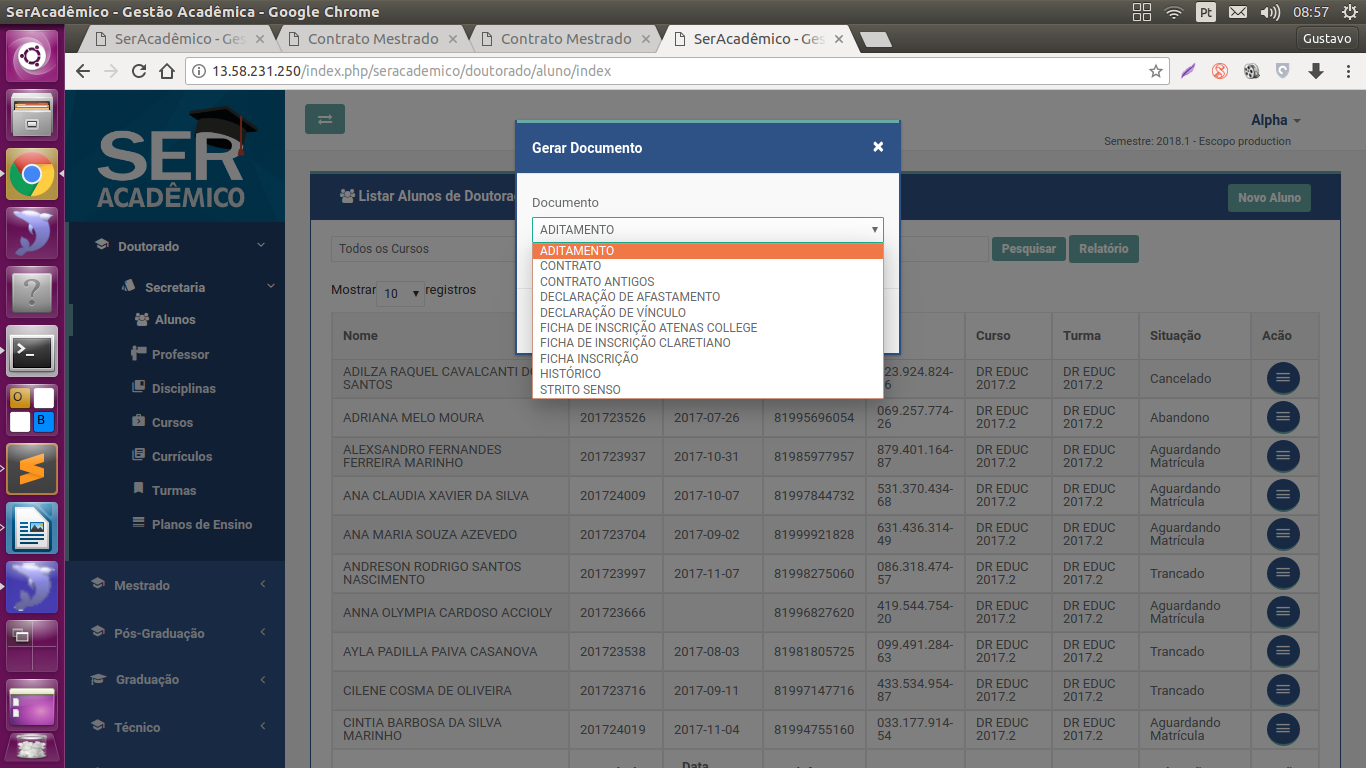 SerAcadêmico - Gestão Acadêmica - Google Chrome
Pt
08:57
SerAcadêmico - Ges
Contrato Mestrado
Contrato Mestrado
SerAcadêmico - Ges
Gustavo
13.58.231.250/index.php/seracademico/doutorado/aluno/index
SER
ACADÊMICO
Alpha
Semestre: 2018.1 - Escopo production
Gerar Documento
×
Listar Alunos de Doutorad
Novo Aluno
Documento
ADITAMENTO
ADITAMENTO
CONTRATO
CONTRATO ANTIGOS
DECLARAÇÃO DE AFASTAMENTO
DECLARAÇÃO DE VÍNCULO
FICHA DE INSCRIÇÃO ATENAS COLLEGE
FICHA DE INSCRIÇÃO CLARETIANO
FICHA INSCRIÇÃO
HISTÓRICO
STRITO SENSO
Doutorado
Secretaria
Alunos
Professor
Disciplinas
Cursos
Currículos
Turmas
Planos de Ensino
Mestrado
Pós-Graduação
Graduação
Técnico
Todos os Cursos
Pesquisar
Relatório
Mostrar 10 registros
Nome Curso Turma Situação Acão
ADILZA RAQUEL CAVALCANTI DO
SANTOS
23.924.824-
6 DR EDUC
2017.2 DR EDUC
2017.2 Cancelado
ADRIANA MELO MOURA 201723526 2017-07-26 81995696054 069.257.774-
26 DR EDUC
2017.2 DR EDUC
2017.2 Abandono
ALEXSANDRO FERNANDES
FERREIRA MARINHO 201723937 2017-10-31 81985977957 879.401.164-
87 DR EDUC
2017.2 DR EDUC
2017.2 Aguardando
Matrícula
ANA CLAUDIA XAVIER DA SILVA 201724009 2017-10-07 81997844732 531.370.434-
68 DR EDUC
2017.2 DR EDUC
2017.2 Aguardando
Matrícula
ANA MARIA SOUZA AZEVEDO 201723704 2017-09-02 81999921828 631.436.314-
49 DR EDUC
2017.2 DR EDUC
2017.2 Aguardando
Matrícula
ANDRESON RODRIGO SANTOS
NASCIMENTO 201723997 2017-11-07 81998275060 086.318.474-
57 DR EDUC
2017.2 DR EDUC
2017.2 Trancado
ANNA OLYMPIA CARDOSO ACCIOLY 201723666 81996827620 419.544.754-
20 DR EDUC
2017.2 DR EDUC
2017.2 Aguardando
Matrícula
AYLA PADILLA PAIVA CASANOVA 201723538 2017-08-03 81981805725 099.491.284-
63 DR EDUC
2017.2 DR EDUC
2017.2 Trancado
CILENE COSMA DE OLIVEIRA 201723716 2017-09-11 81997147716 433.534.954-
87 DR EDUC
2017.2 DR EDUC
2017.2 Trancado
CINTIA BARBOSA DA SILVA
MARINHO 201724019 2017-11-04 81994755160 033.177.914-
54 DR EDUC
2017.2 DR EDUC
2017.2 Aguardando
Matrícula
Data